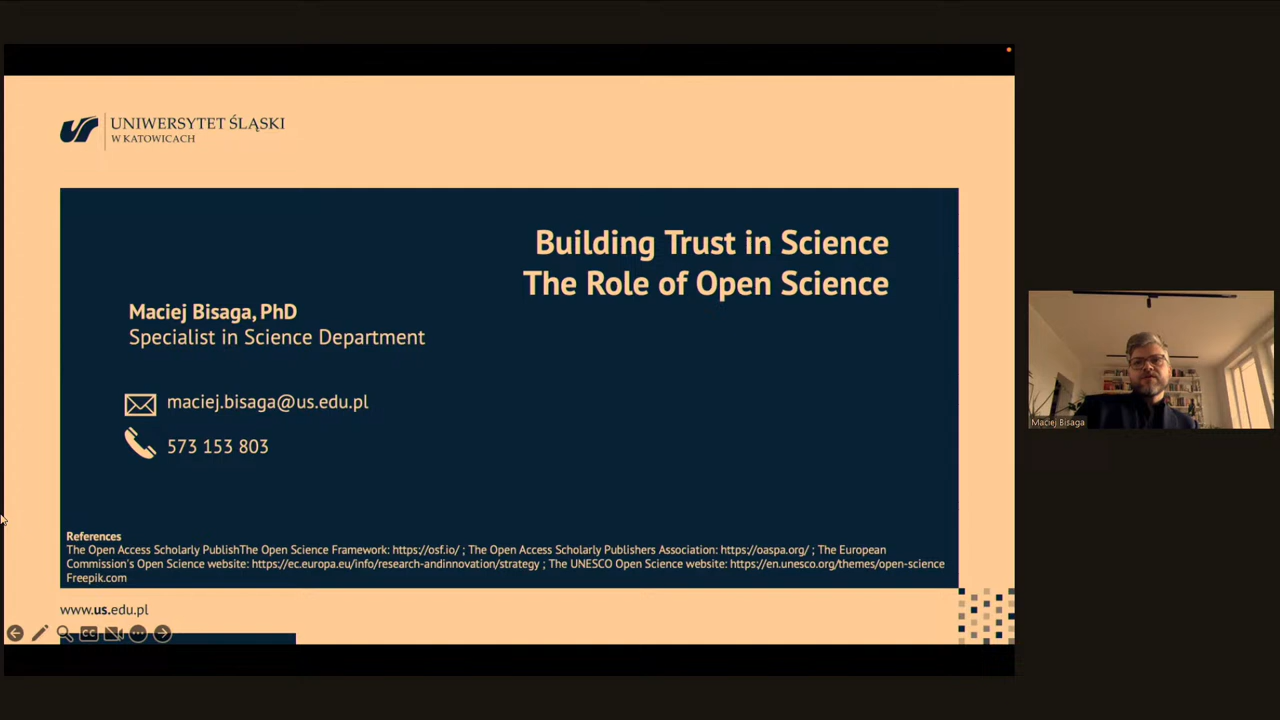 UNIWERSYTET ŚLĄSKI
W KATOWICACH
Building Trust in Science
The Role of Open Science
Maciej Bisaga, PhD
Specialist in Science Department
maciej.bisaga@us.edu.pl
573 153 803
References
The Open Access Scholarly PublishThe Open Science Framework: https://osf.io/ ; The Open Access Scholarly Publishers Association: https://oaspa.org/ ; The European
Commission's Open Science website: https://ec.europa.eu/info/research-andinnovation/strategy ; The UNESCO Open Science website: https://en.unesco.org/themes/open-science
Freepik.com
www.us.edu.pl
CC
Maciej Bisaga